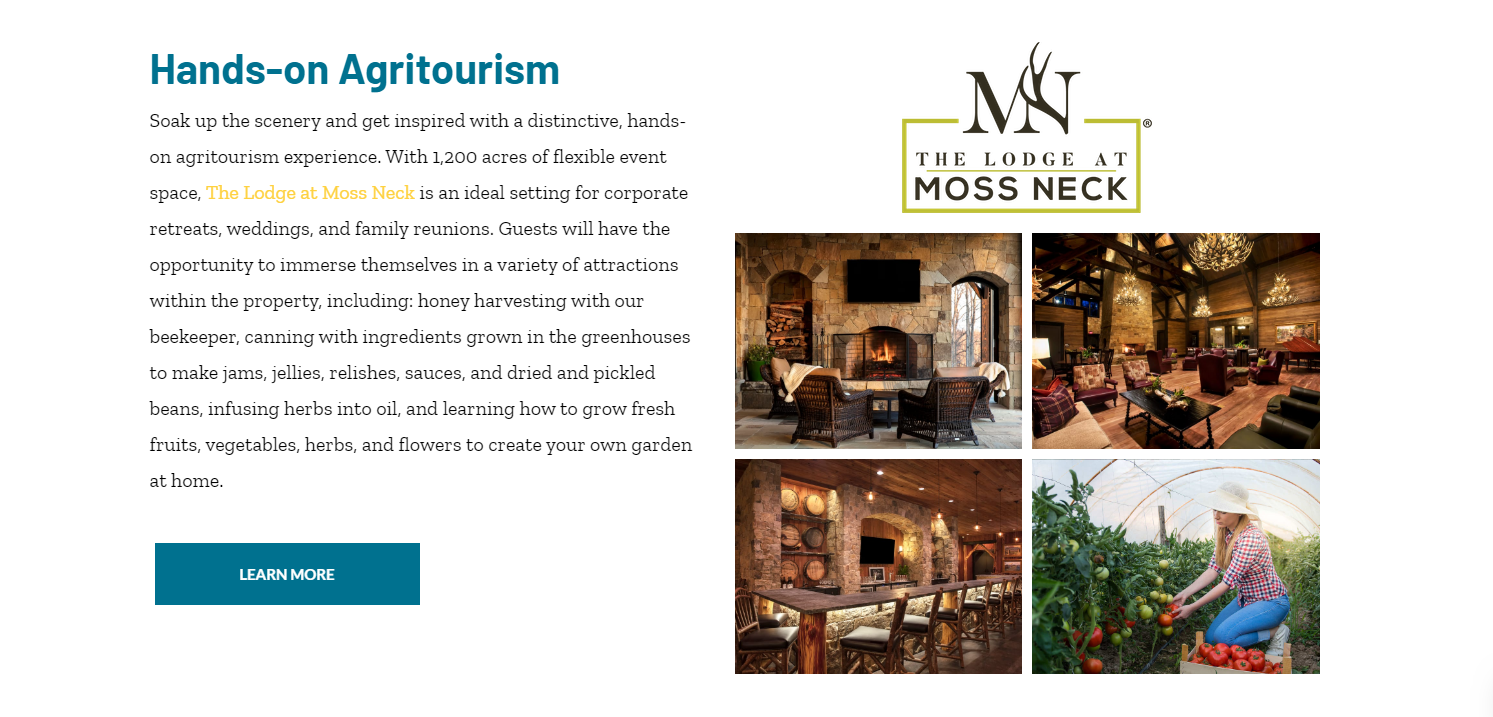 Hands-on Agritourism
Soak up the scenery and get inspired with a distinctive, hands-
on agritourism experience. With 1,200 acres of flexible event
space, The Lodge at Moss Neck is an ideal setting for corporate
retreats, weddings, and family reunions. Guests will have the
opportunity to immerse themselves in a variety of attractions
within the property, including: honey harvesting with our
beekeeper, canning with ingredients grown in the greenhouses
to make jams, jellies, relishes, sauces, and dried and pickled
beans, infusing herbs into oil, and learning how to grow fresh
fruits, vegetables, herbs, and flowers to create your own garden
at home.
LEARN MORE
MN
®
THE LODGE AT
MOSS NECK